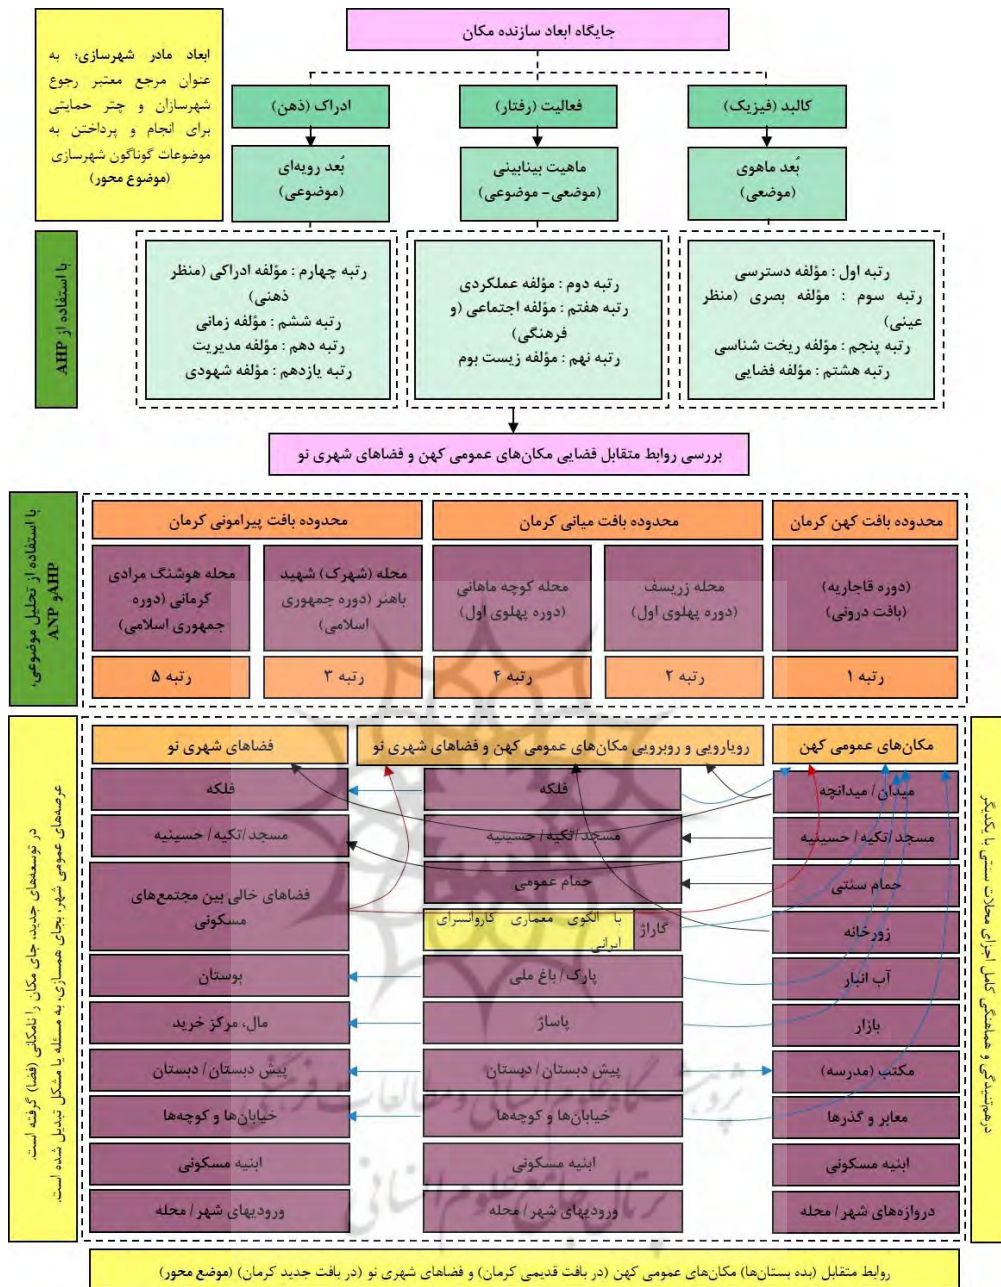 جایگاه ابعاد سازنده مکان
ابعاد مادر شهرسازی؛ به
عنوان مرجع معتبر رجوع
شهرسازان و چتر حمایتی
برای انجام و پرداختن به
موضوعات گوناگون شهرسازی
(موضوع محور)
کالبد (فیزیک)
فعالیت (رفتار)
ادراک (ذهن)
بُعد ماهوی
(موضعی)
ماهیت بینابینی
(موضعی- موضوعی)
بُعد رویه‌ای
(موضوعی)
با استفاده از AHP
رتبه اول : مؤلفه دسترسی
رتبه سوم : مؤلفه بصری (منظر
عینی)
رتبه پنجم : مؤلفه ریخت شناسی
رتبه هشتم : مؤلفه فضایی
رتبه دوم : مؤلفه عملکردی
رتبه هفتم : مؤلفه اجتماعی (و
فرهنگی)
رتبه نهم : مؤلفه زیست بوم
رتبه چهارم : مؤلفه ادراکی (منظر
ذهنی)
رتبه ششم : مؤلفه زمانی
رتبه دهم : مؤلفه مدیریت
رتبه یازدهم : مؤلفه شهودی
بررسی روابط متقابل فضایی مکان‌های عمومی کهن و فضاهای شهری نو
با استفاده از تحلیل موضوعی،
AHPو ANP
محدوده بافت کهن کرمان
محدوده بافت میانی کرمان
محدوده بافت پیرامونی کرمان
(دوره قاجاریه)
(بافت درونی)
محله زریسف
(دوره پهلوی اول)
محله کوچه ماهانی
(دوره پهلوی اول)
محله (شهرک) شهید
باهنر (دوره جمهوری
اسلامی)
محله هوشنگ مرادی
کرمانی (دوره
جمهوری اسلامی)
رتبه ۱
رتبه ۲
رتبه ۴
رتبه ۳
رتبه ۵
درهم‌تنیدگی و هماهنگی کامل اجزای محلات سنتی با یکدیگر
مکان‌های عمومی کهن
رویارویی و روبرویی مکان‌های عمومی کهن و فضاهای شهری نو
فضاهای شهری نو
میدان/ میدانچه
فلکه
فلکه
مسجد/ تکیه/ حسینیه
مسجد/ تکیه/ حسینیه
مسجد/تکیه/ حسینیه
حمام سنتی
حمام عمومی
فضاهای خالی بین مجتمع‌های
مسکونی
زورخانه
گاراژ
با الگوی معماری کاروانسرای
ایرانی
آب انبار
پارک/ باغ ملی
بوستان
بازار
پاساژ
مال، مرکز خرید
مکتب (مدرسه)
پیش دبستان/ دبستان
پیش دبستان/ دبستان
معابر و گذرها
خیابان‌ها و کوچه‌ها
خیابان‌ها و کوچه‌ها
ابنیه مسکونی
ابنیه مسکونی
ابنیه مسکونی
دروازه‌های شهر/ محله
ورودیهای شهر/ محله
ورودیهای شهر/ محله
عرصه‌های عمومی شهر، بجای همسازی، به مسئله یا مشکل تبدیل شده است.
در توسعه‌های جدید، جای مکان را نامکانی (فضا) گرفته است.
پژوهشگاه علوم انسانی و مطالعات فرهنگی
پرتال جامع علوم انسانی
روابط متقابل (بده بستان‌ها) مکان‌های عمومی کهن (در بافت قدیمی کرمان) و فضاهای شهری نو (در بافت جدید کرمان) (موضع محور)